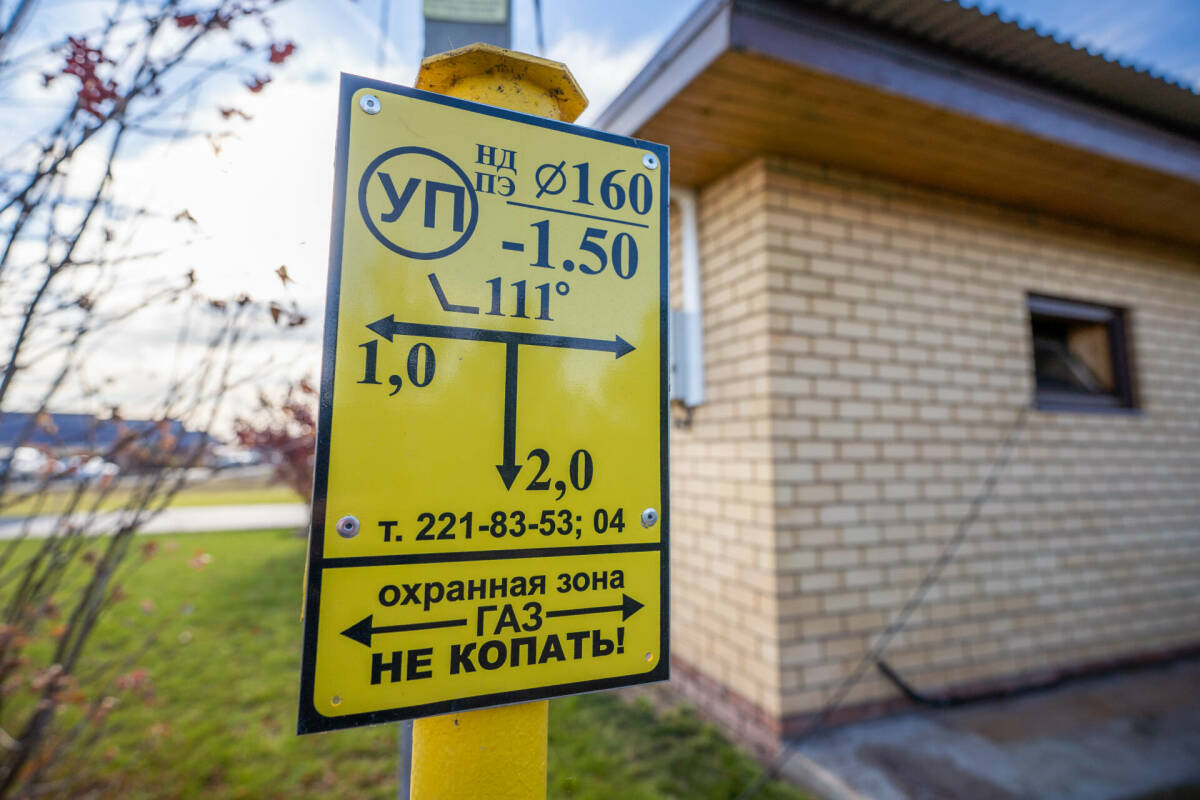 УП
НД
ПЭ
⌀160
-1.50
111°
1,0
2,0
т. 221-83-53; 04
охранная зона
ГАЗ
НЕ КОПАТЬ!